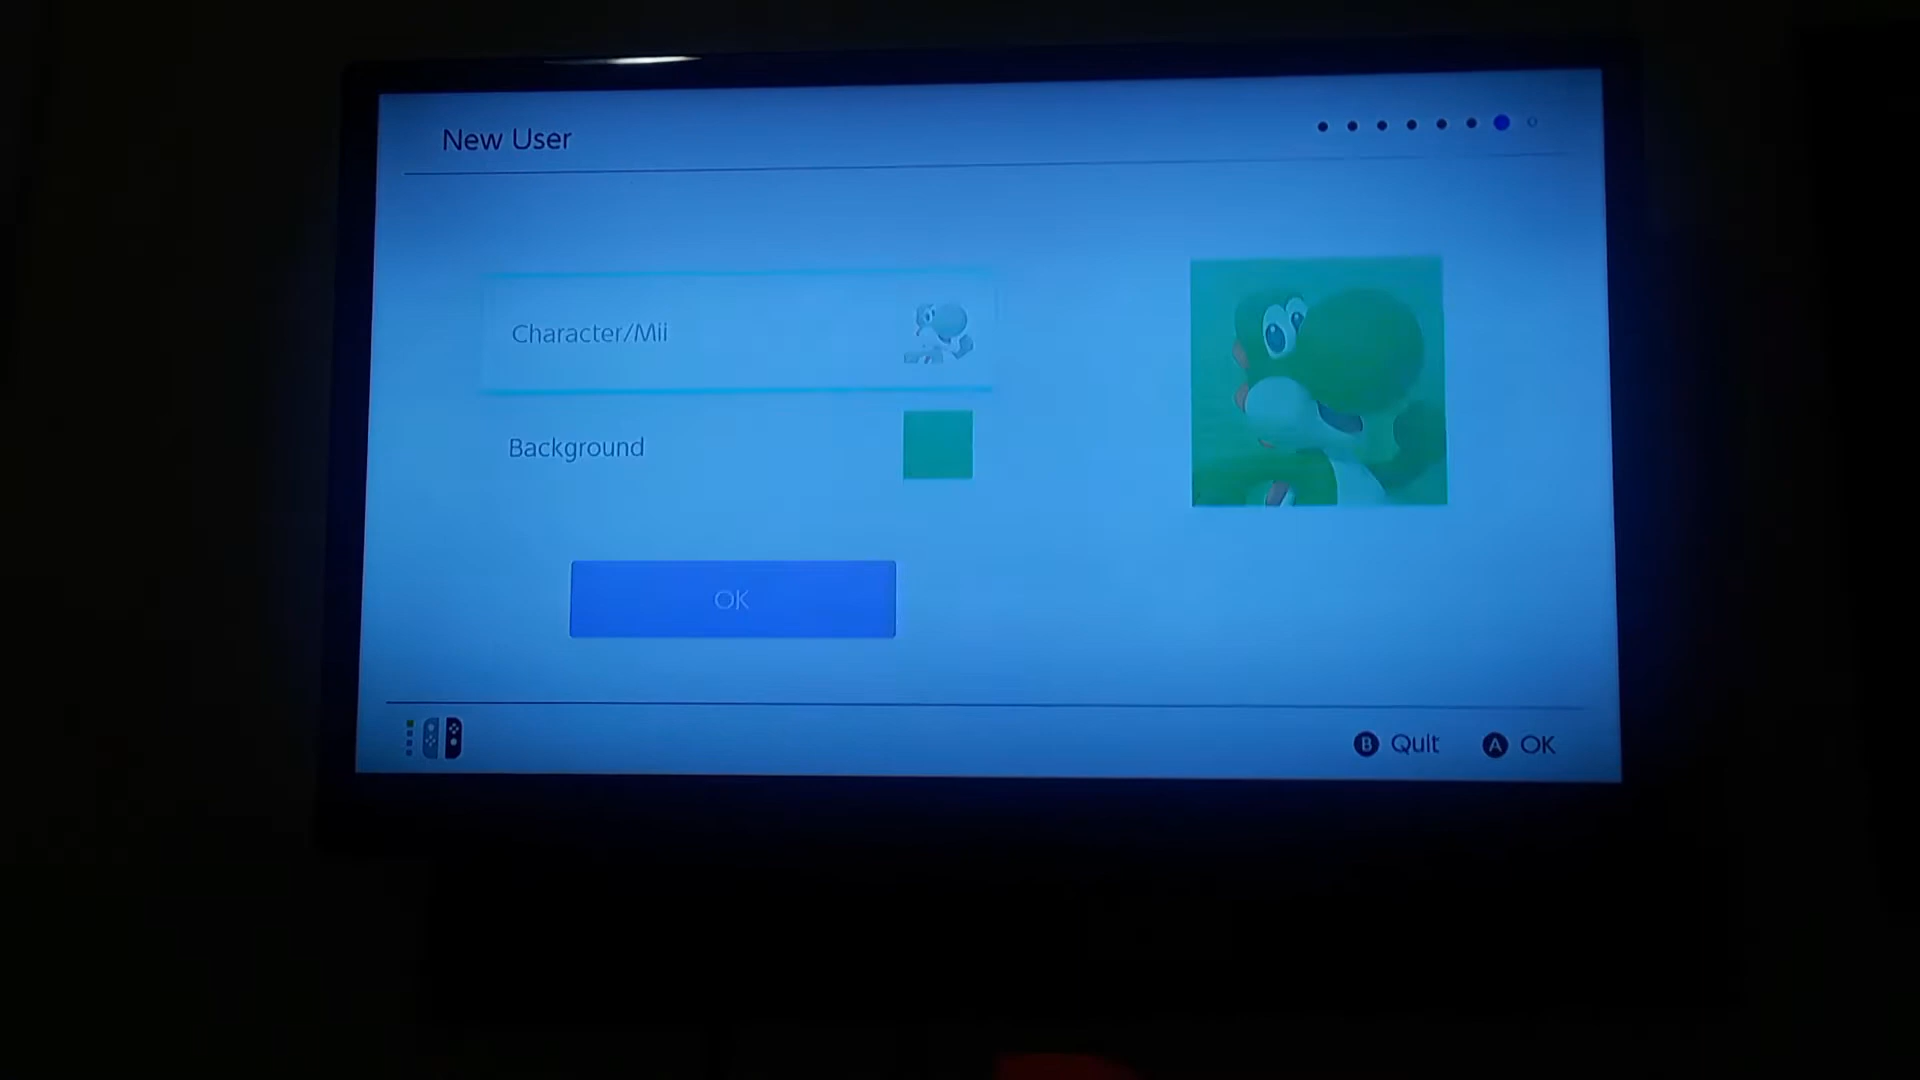 New User
Character/Mii
Background
OK
B Quit A OK